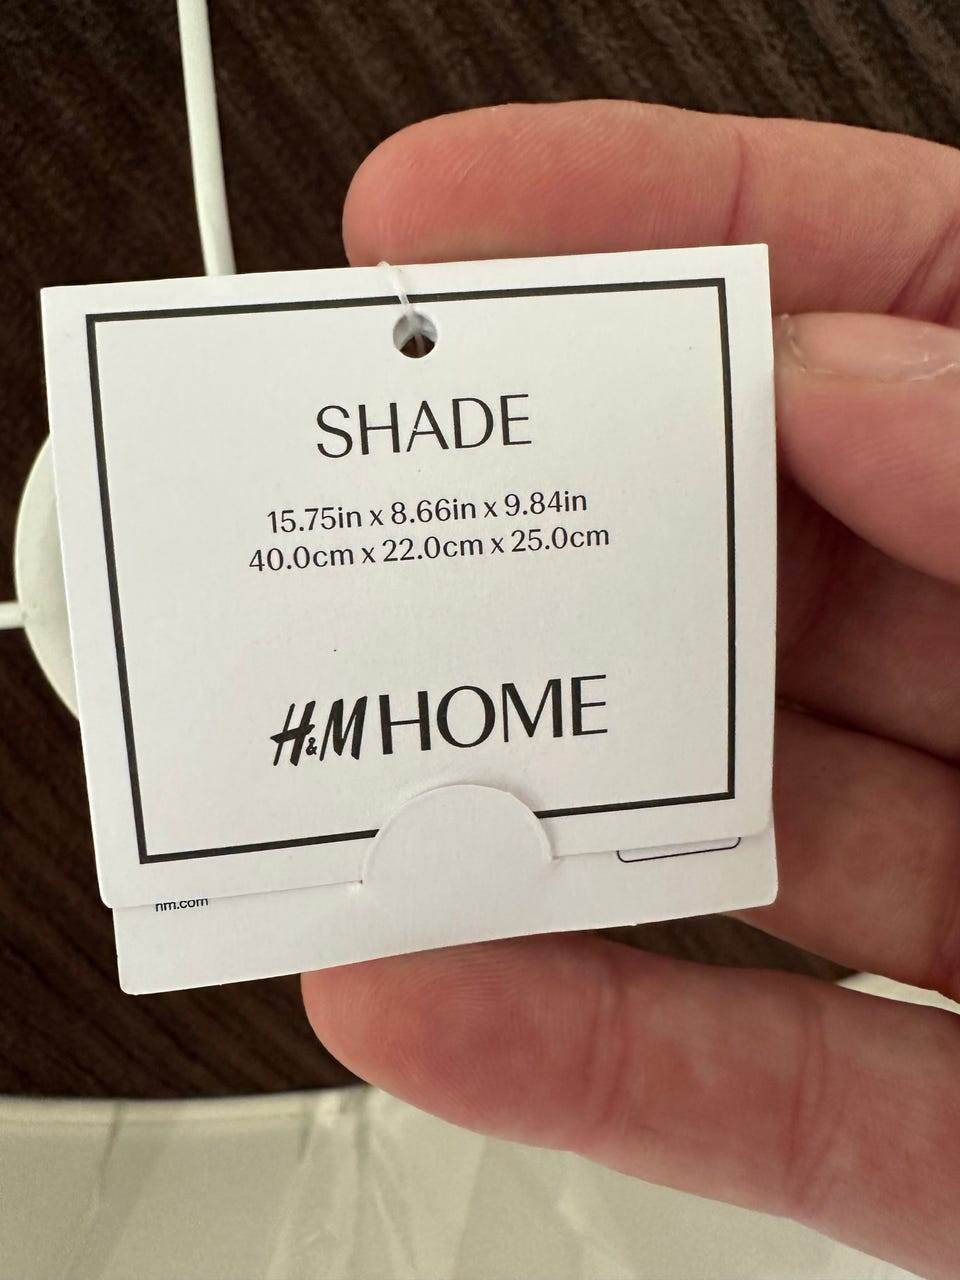 SHADE
15.75in x 8.66in x 9.84in
40.0cm x 22.0cm x 25.0cm
H&M HOME
hm.com